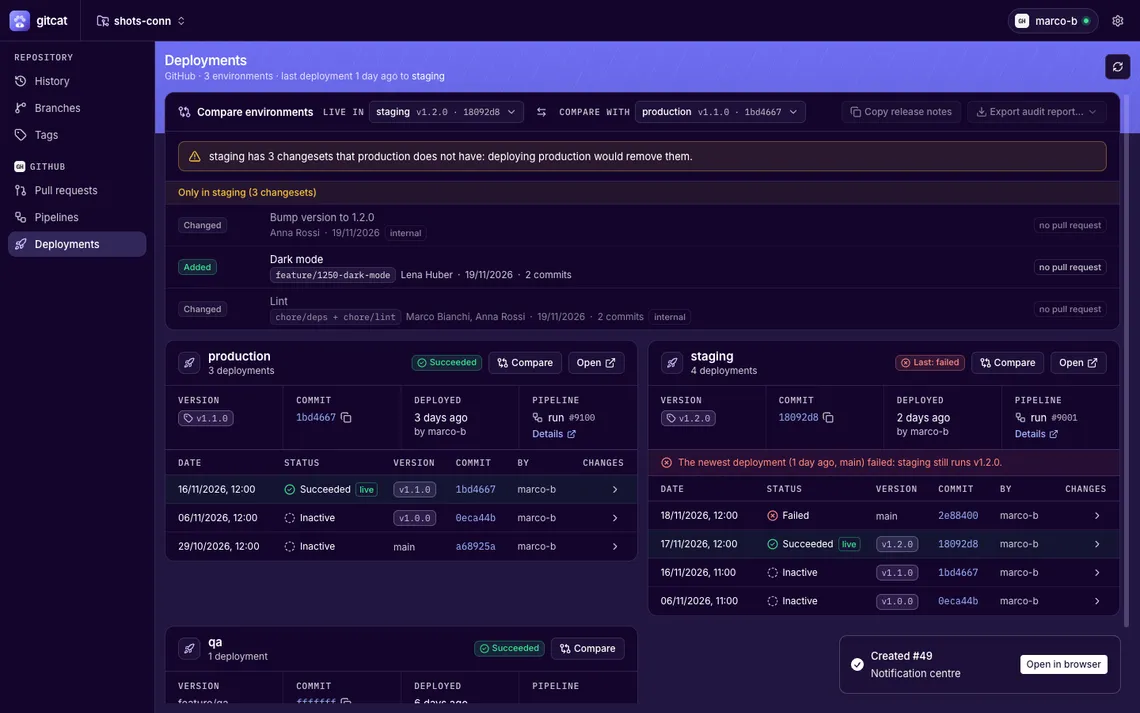 gitcat
shots-conn
GH marco-b
REPOSITORY
History
Branches
Tags
GH GITHUB
Pull requests
Pipelines
Deployments
Deployments
GitHub · 3 environments · last deployment 1 day ago to staging
Compare environments LIVE IN staging v1.2.0 · 18092d8 COMPARE WITH production v1.1.0 · 1bd4667 Copy release notes Export audit report...
staging has 3 changesets that production does not have: deploying production would remove them.
Only in staging (3 changesets)
Changed Bump version to 1.2.0 no pull request
Anna Rossi · 19/11/2026 internal
Added Dark mode no pull request
feature/1250-dark-mode Lena Huber · 19/11/2026 · 2 commits
Changed Lint no pull request
chore/deps + chore/lint Marco Bianchi, Anna Rossi · 19/11/2026 · 2 commits internal
production Succeeded Compare Open
3 deployments
VERSION COMMIT DEPLOYED PIPELINE
v1.1.0 1bd4667 3 days ago run #9100
by marco-b Details
DATE STATUS VERSION COMMIT BY CHANGES
16/11/2026, 12:00 Succeeded live v1.1.0 1bd4667 marco-b
06/11/2026, 12:00 Inactive v1.0.0 0eca44b marco-b
29/10/2026, 12:00 Inactive main a68925a marco-b
staging Last: failed Compare Open
4 deployments
VERSION COMMIT DEPLOYED PIPELINE
v1.2.0 18092d8 2 days ago run #9001
by marco-b Details
The newest deployment (1 day ago, main) failed: staging still runs v1.2.0.
DATE STATUS VERSION COMMIT BY CHANGES
18/11/2026, 12:00 Failed main 2e88400 marco-b
17/11/2026, 12:00 Succeeded live v1.2.0 18092d8 marco-b
16/11/2026, 11:00 Inactive v1.1.0 1bd4667 marco-b
06/11/2026, 11:00 Inactive v1.0.0 0eca44b marco-b
qa Succeeded Compare
1 deployment
VERSION COMMIT DEPLOYED PIPELINE
feature/qa fffffff 6 days ago
Created #49
Notification centre
Open in browser